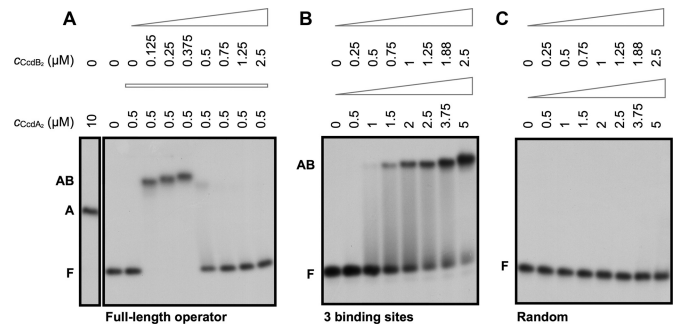 A B C
cCcdB₂ (µM) 0 0 0 0.125 0.25 0.375 0.5 0.75 1.25 2.5 0 0.25 0.5 0.75 1 1.25 1.88 2.5 0 0.25 0.5 0.75 1 1.25 1.88 2.5
cCcdA₂ (µM) 10 0 0.5 0.5 0.5 0.5 0.5 0.5 0.5 0.5 0 0.5 1 1.5 2 2.5 3.75 5 0 0.5 1 1.5 2 2.5 3.75 5
AB
A
F
AB
F
F
Full-length operator 3 binding sites Random